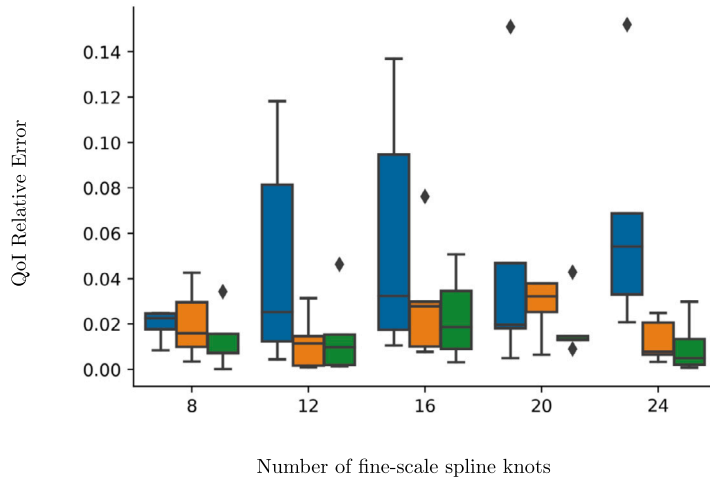 QoI Relative Error
0.14
0.12
0.10
0.08
0.06
0.04
0.02
0.00
8 12 16 20 24
Number of fine-scale spline knots